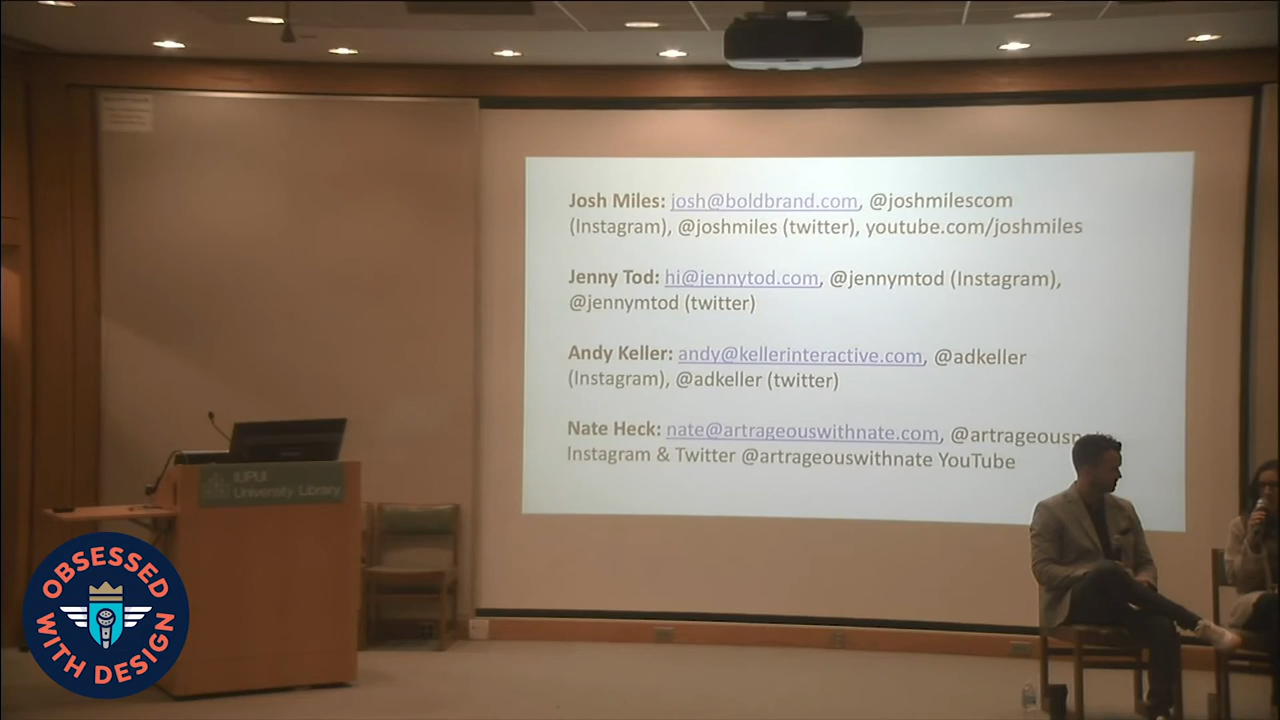 Josh Miles: josh@boldbrand.com, @joshmilescom
(Instagram), @joshmiles (twitter), youtube.com/joshmiles
Jenny Tod: hi@jennytod.com, @jennymtod (Instagram),
@jennymtod (twitter)
Andy Keller: andy@kellerinteractive.com, @adkeller
(Instagram), @adkeller (twitter)
Nate Heck: nate@artrageouswithnate.com,
Instagram & Twitter @artrageouswithnate YouTube
IUPUI
University Library
OBSESSED
WITH DESIGN